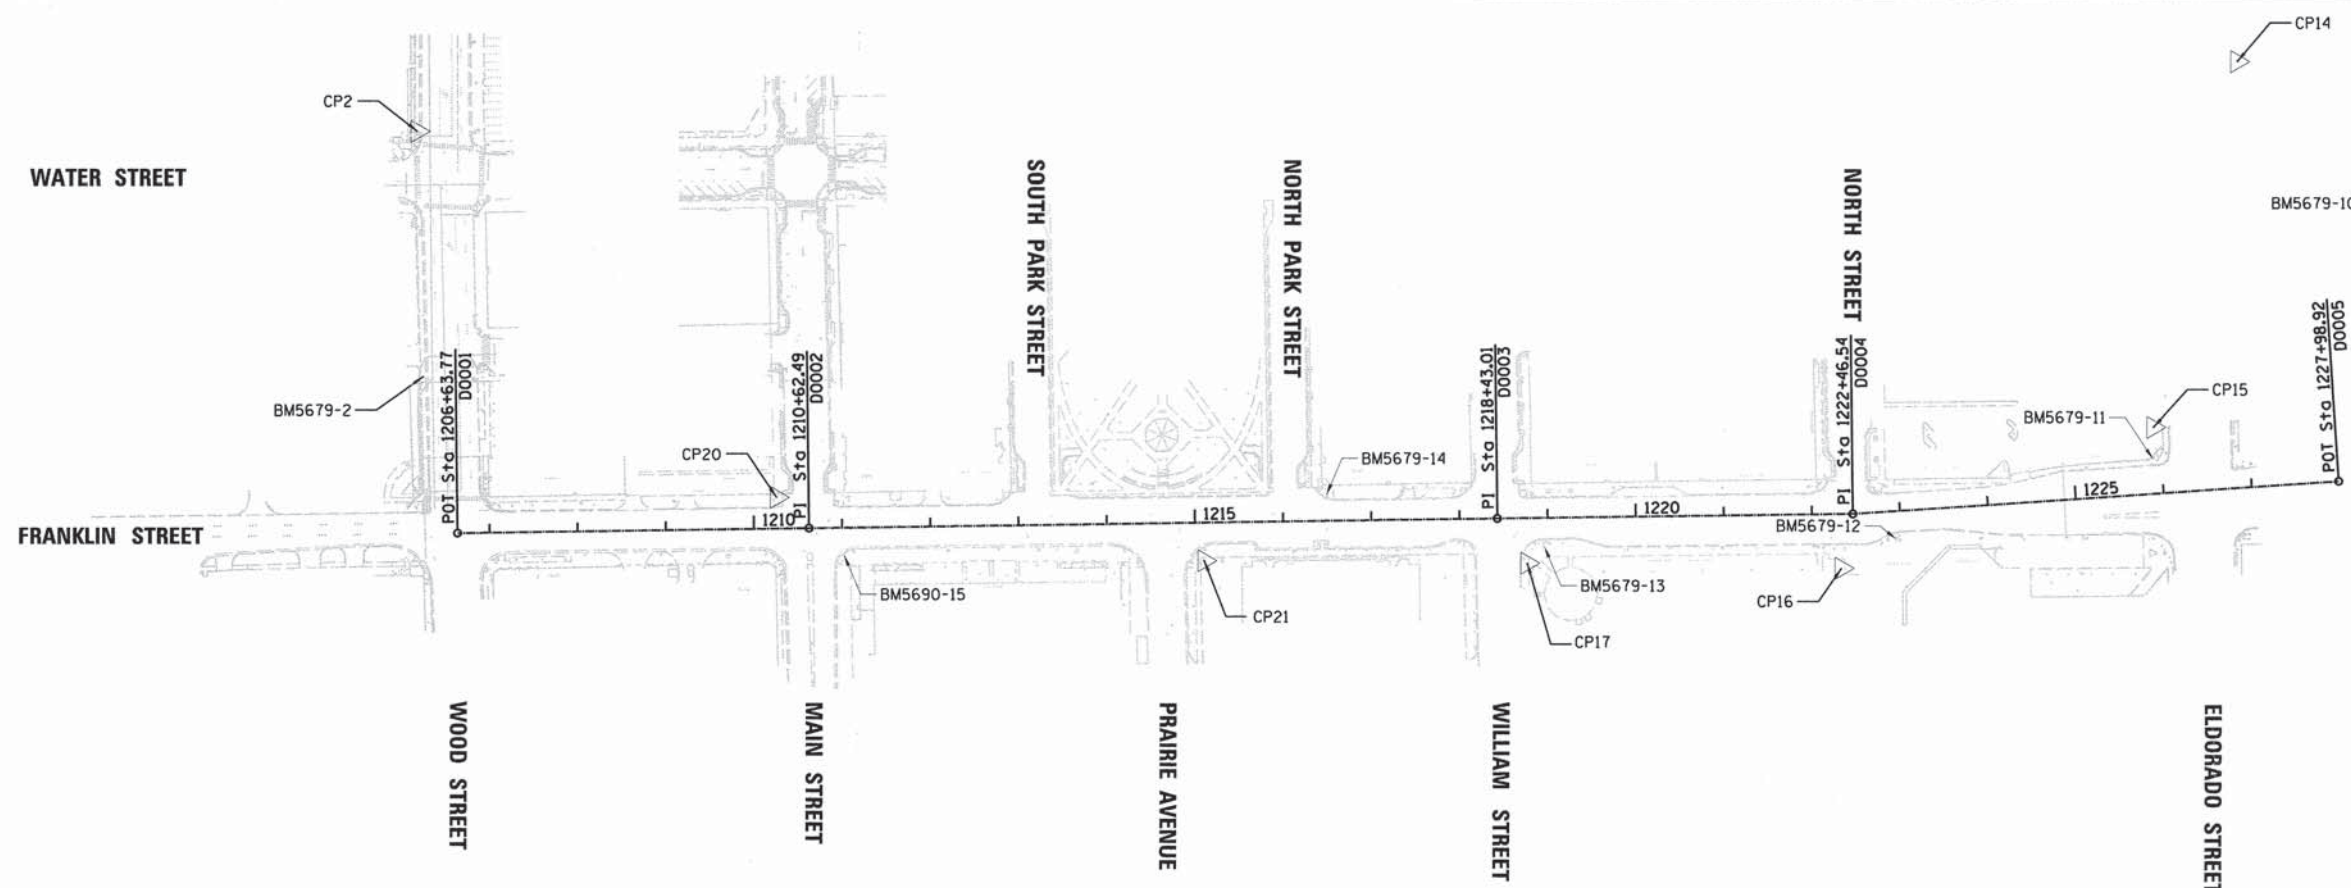 CP14
CP2
WATER STREET
BM5679-10
SOUTH PARK STREET
NORTH PARK STREET
NORTH STREET
POT Sta 1206+63.77
D0001
PI Sta 1210+62.49
D0002
PI Sta 1218+43.01
D0003
PI Sta 1222+46.54
D0004
POT Sta 1227+98.92
D0005
BM5679-2
CP20
BM5679-14
BM5679-11
CP15
1210
1215
1220
1225
FRANKLIN STREET
BM5679-12
BM5690-15
CP21
BM5679-13
CP17
CP16
WOOD STREET
MAIN STREET
PRAIRIE AVENUE
WILLIAM STREET
ELDORADO STREET